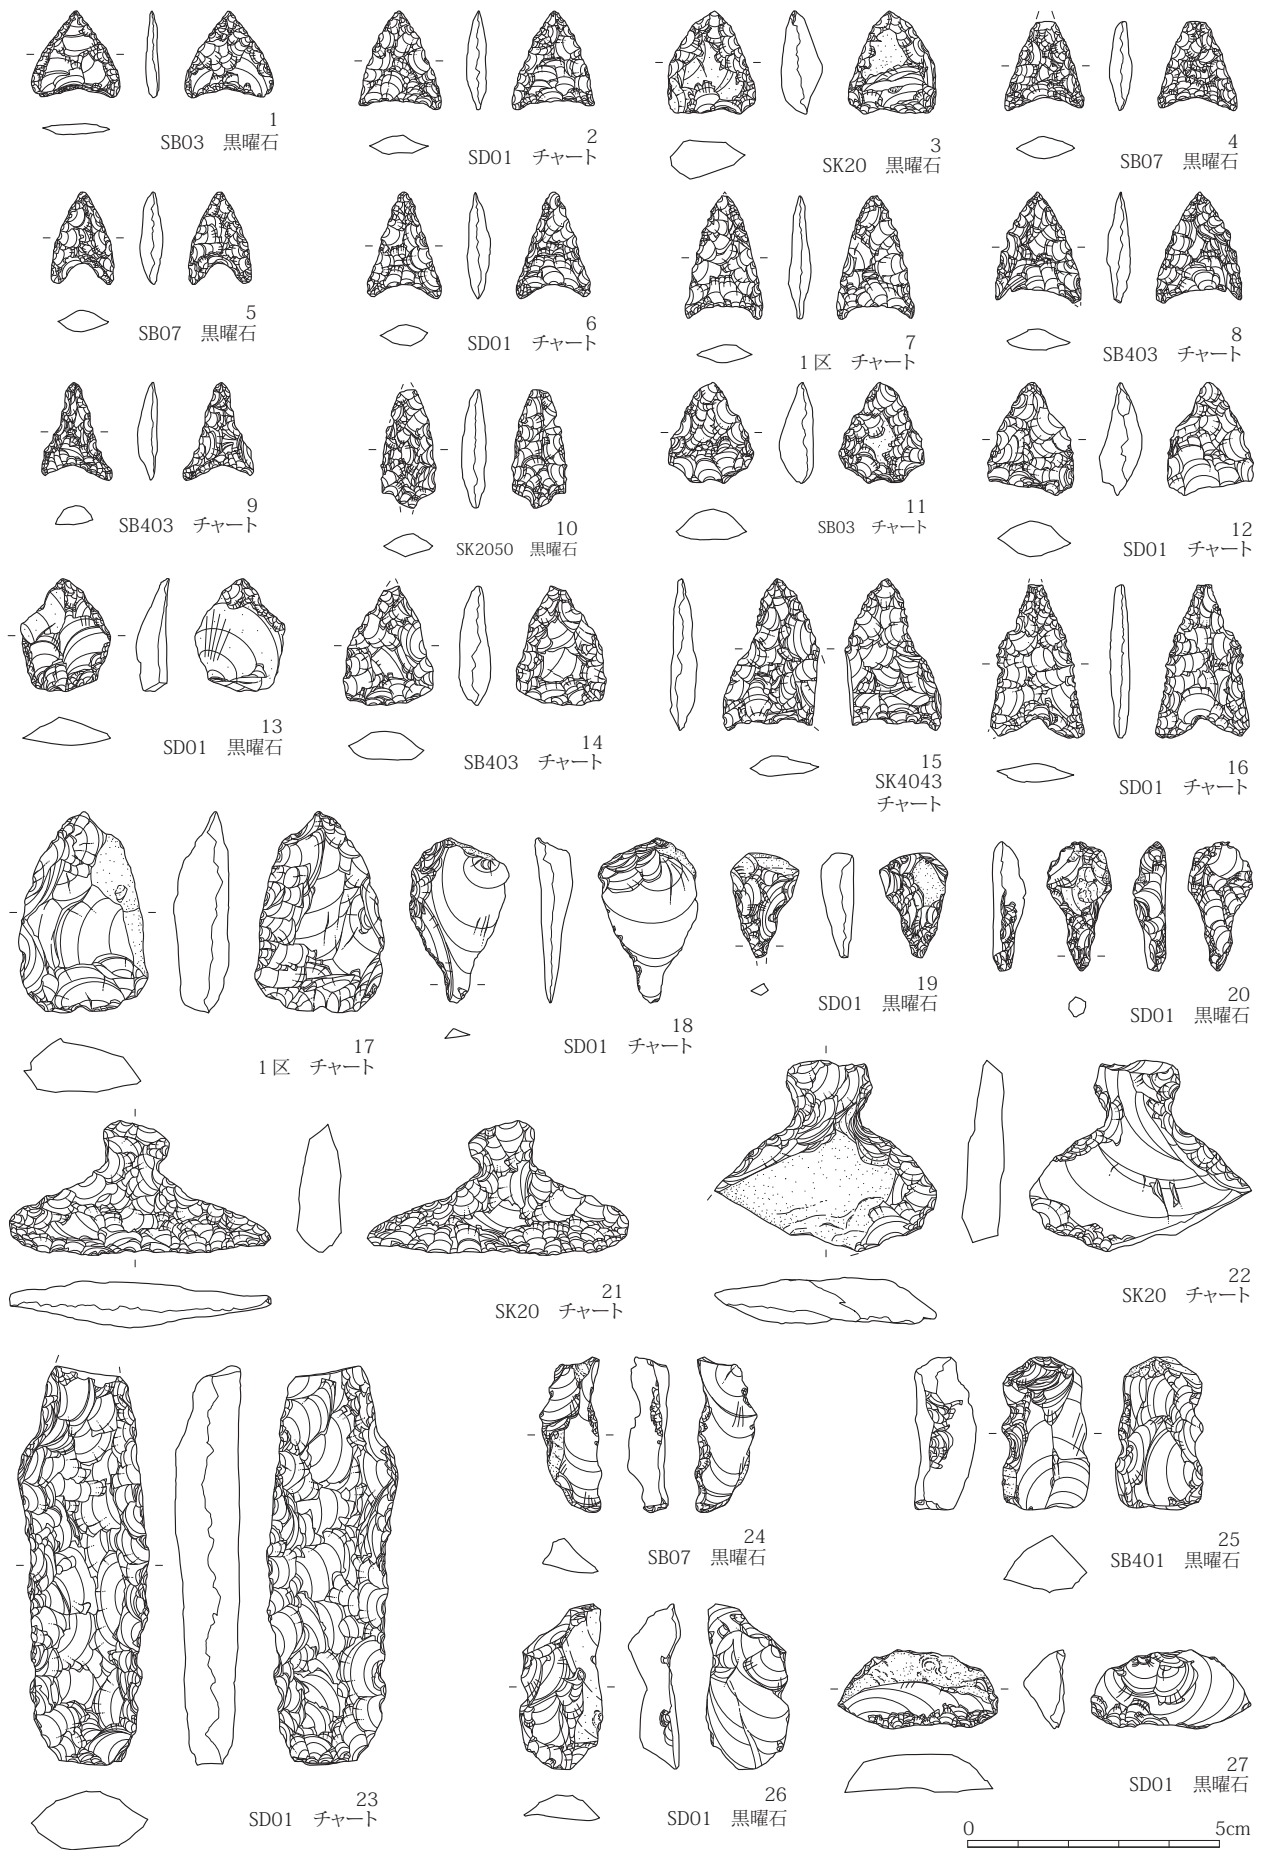 1
SB03 黒曜石
2
SD01 チャート
3
SK20 黒曜石
4
SB07 黒曜石
5
SB07 黒曜石
6
SD01 チャート
7
1区 チャート
8
SB403 チャート
9
SB403 チャート
10
SK2050 黒曜石
11
SB03 チャート
12
SD01 チャート
13
SD01 黒曜石
14
SB403 チャート
15
SK4043
チャート
16
SD01 チャート
17
1区 チャート
18
SD01 チャート
19
SD01 黒曜石
20
SD01 黒曜石
21
SK20 チャート
22
SK20 チャート
23
SD01 チャート
24
SB07 黒曜石
25
SB401 黒曜石
26
SD01 黒曜石
27
SD01 黒曜石
0 5cm